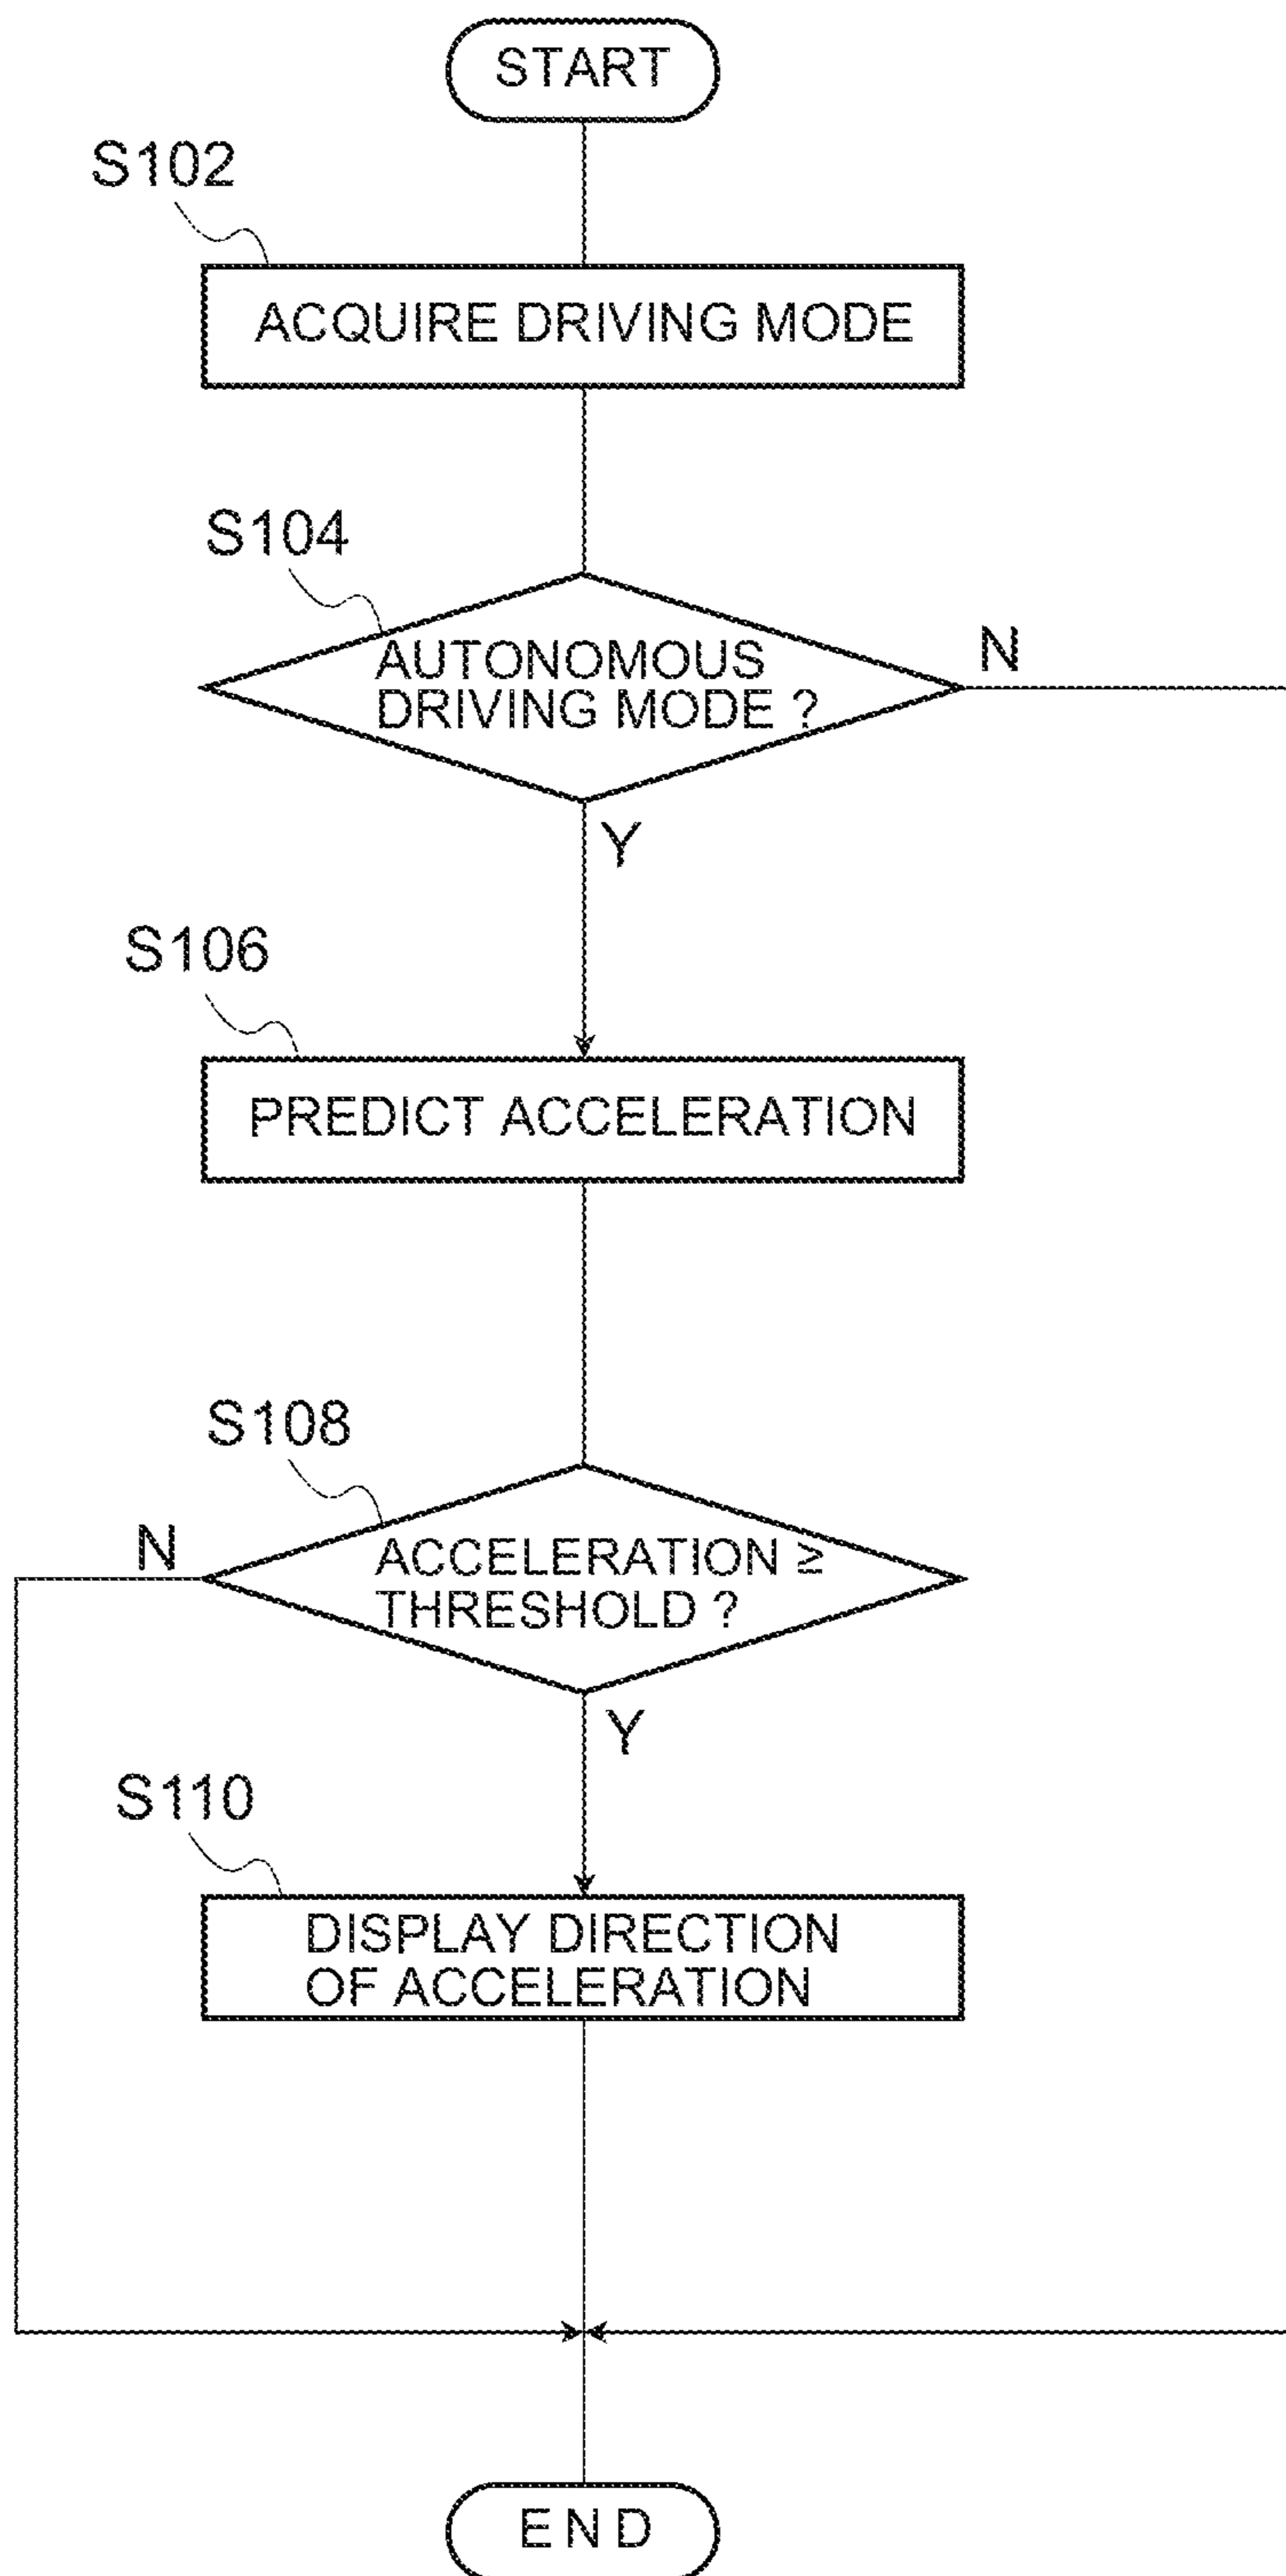 START
S102
ACQUIRE DRIVING MODE
S104
AUTONOMOUS
DRIVING MODE ?
N
Y
S106
PREDICT ACCELERATION
S108
N
ACCELERATION ≥
THRESHOLD ?
Y
S110
DISPLAY DIRECTION
OF ACCELERATION
END